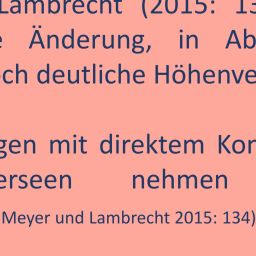 Lambrecht (2015: 13
Änderung, in Ab
och deutliche Höhenve
gen mit direktem Kon
erseen nehmen
Meyer und Lambrecht 2015: 134)